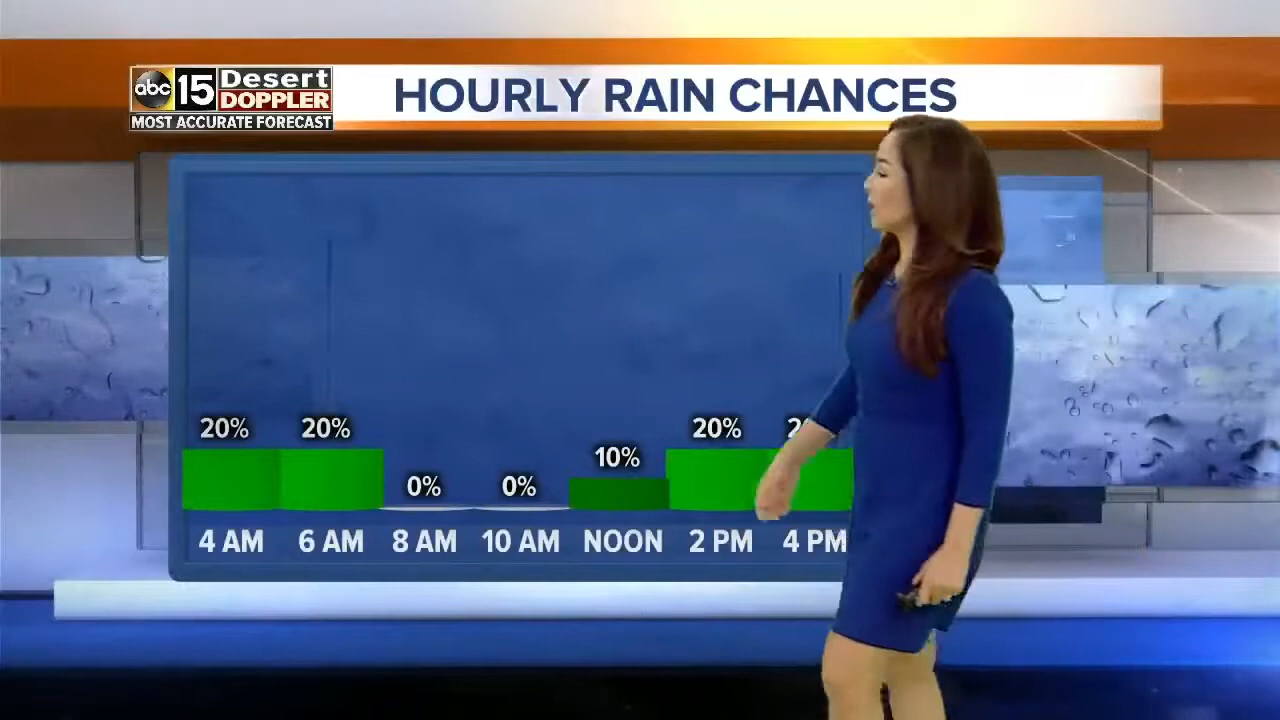 abc 15 Desert
DOPPLER
MOST ACCURATE FORECAST
HOURLY RAIN CHANCES
20% 20% 0% 0% 10% 20%
4 AM 6 AM 8 AM 10 AM NOON 2 PM 4 PM